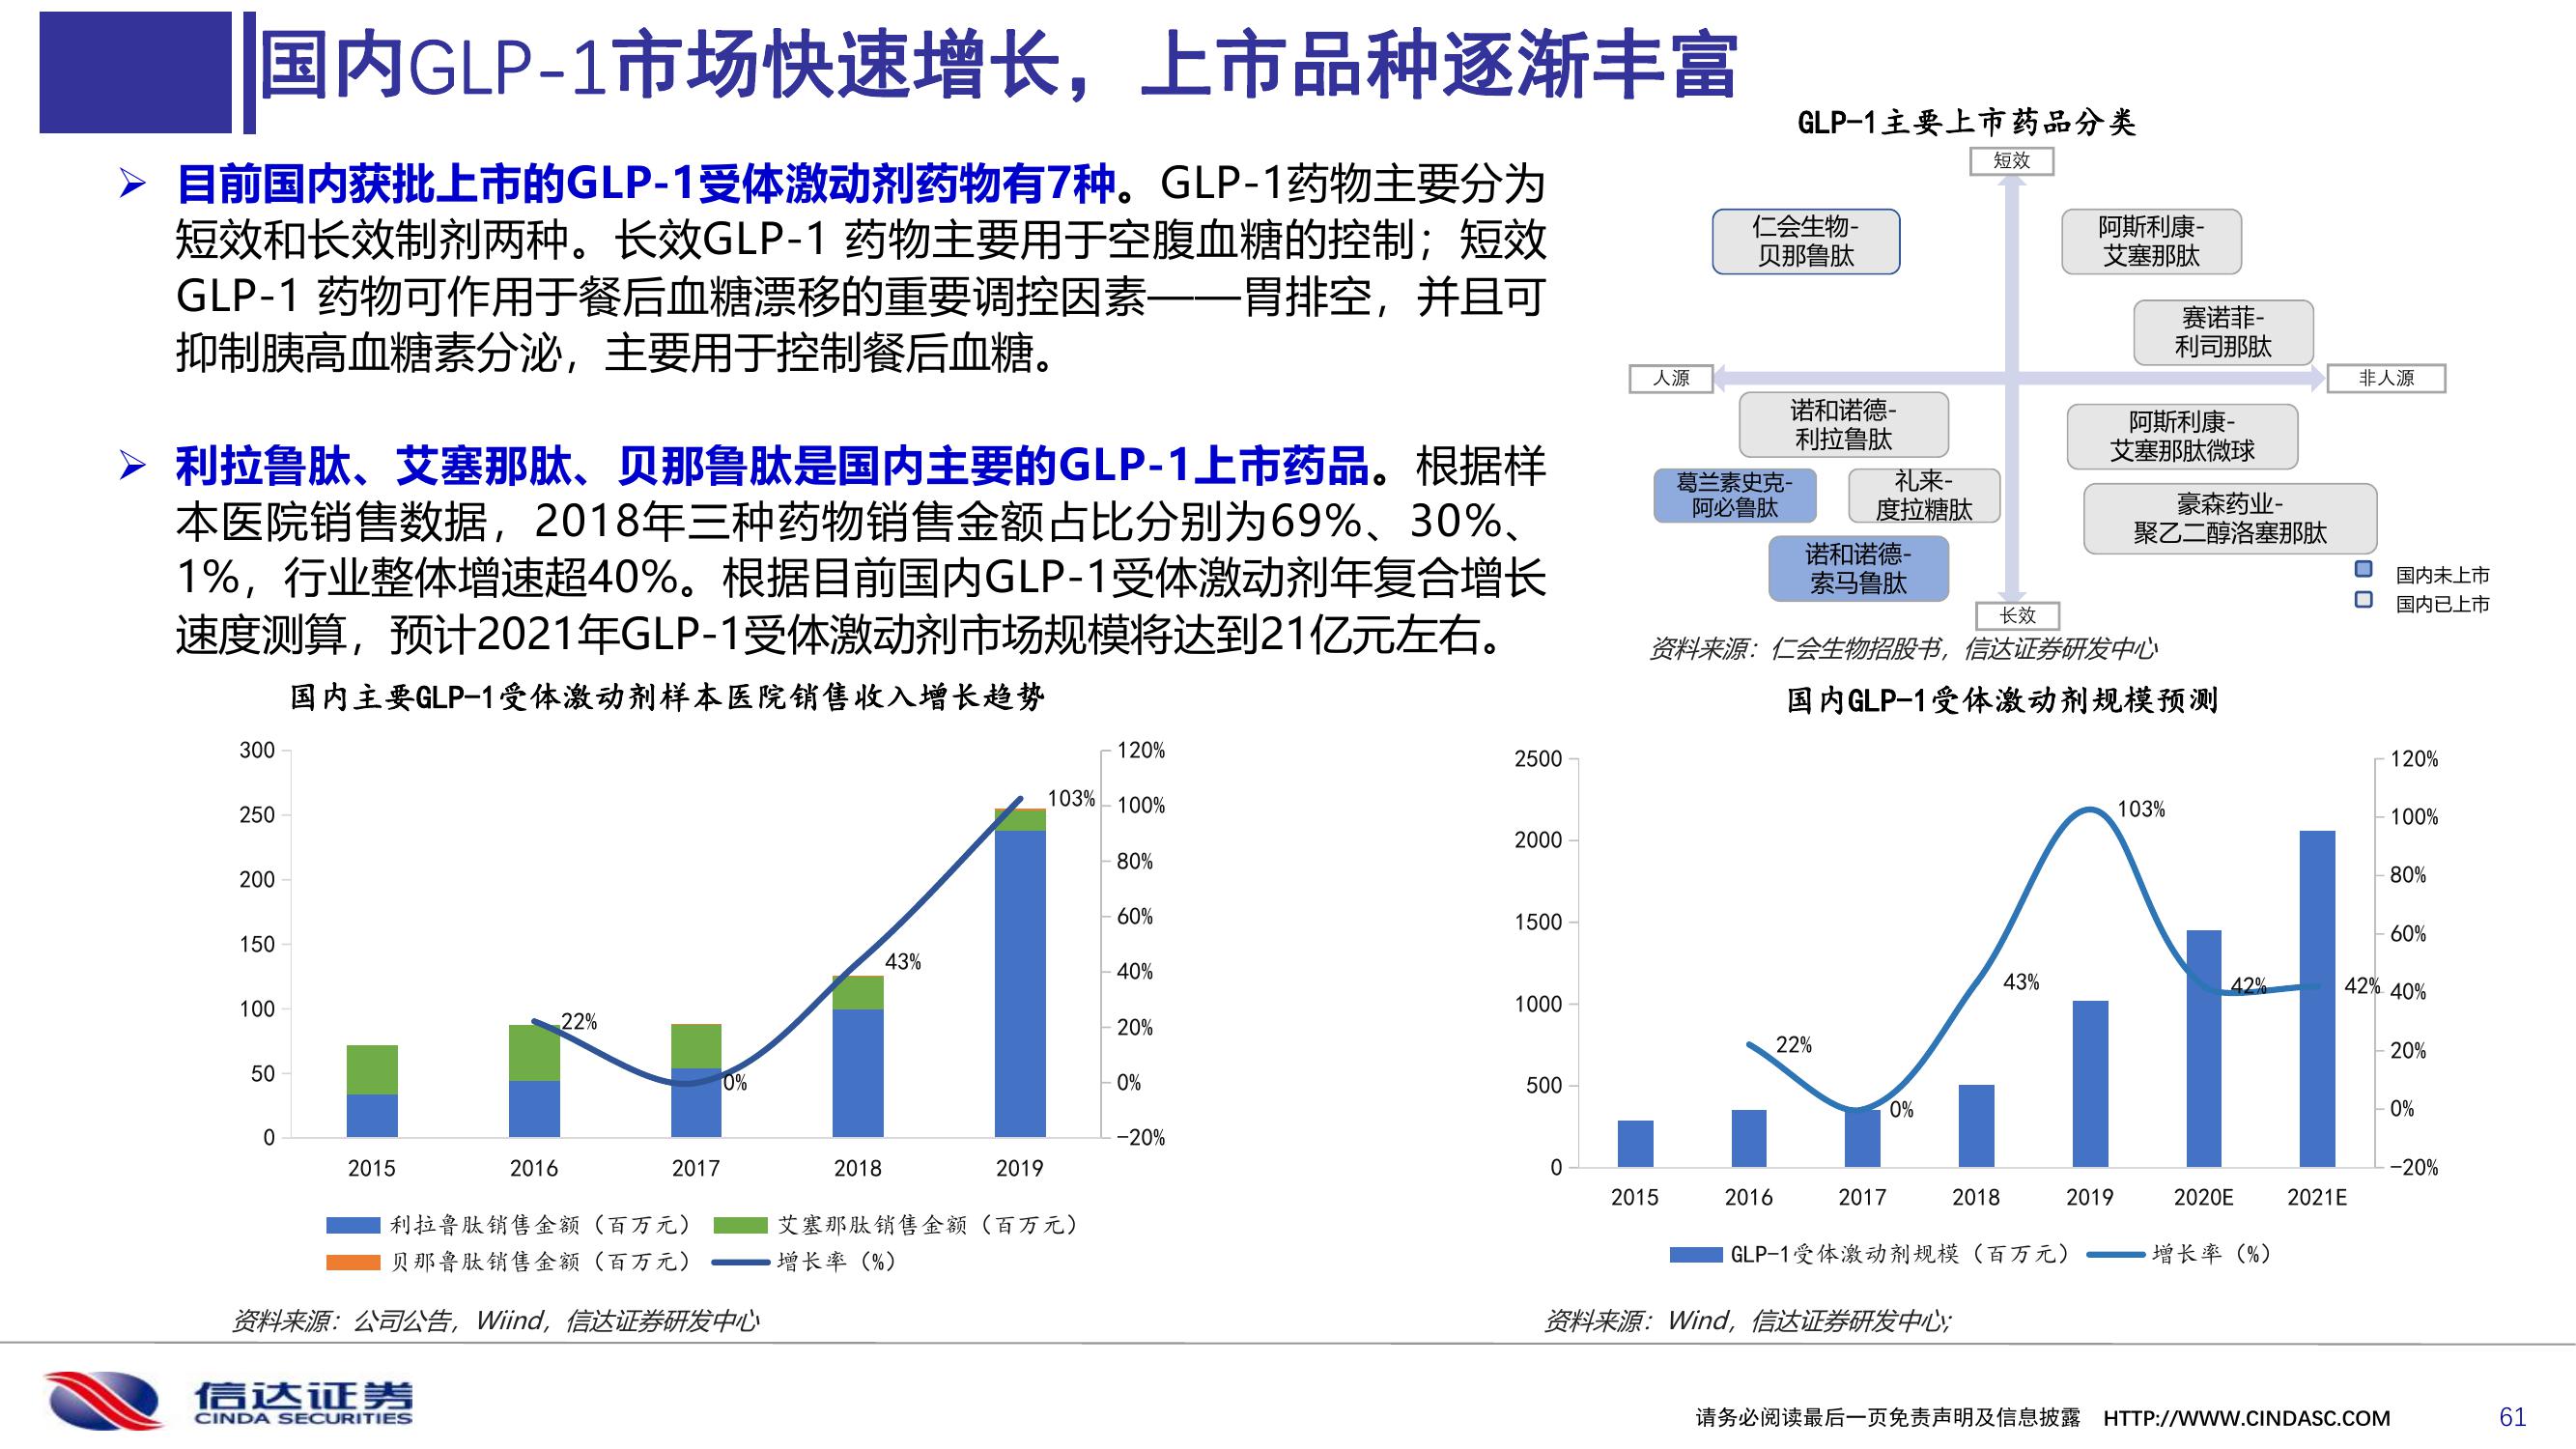 国内GLP-1市场快速增长，上市品种逐渐丰富
目前国内获批上市的GLP-1受体激动剂药物有7种。GLP-1药物主要分为
短效和长效制剂两种。长效GLP-1 药物主要用于空腹血糖的控制；短效
GLP-1 药物可作用于餐后血糖漂移的重要调控因素——胃排空，并且可
抑制胰高血糖素分泌，主要用于控制餐后血糖。
利拉鲁肽、艾塞那肽、贝那鲁肽是国内主要的GLP-1上市药品。根据样
本医院销售数据，2018年三种药物销售金额占比分别为69%、30%、
1%，行业整体增速超40%。根据目前国内GLP-1受体激动剂年复合增长
速度测算，预计2021年GLP-1受体激动剂市场规模将达到21亿元左右。
GLP-1主要上市药品分类
短效
仁会生物-
贝那鲁肽
阿斯利康-
艾塞那肽
赛诺菲-
利司那肽
人源
非人源
诺和诺德-
利拉鲁肽
阿斯利康-
艾塞那肽微球
葛兰素史克-
阿必鲁肽
礼来-
度拉糖肽
豪森药业-
聚乙二醇洛塞那肽
诺和诺德-
索马鲁肽
国内未上市
国内已上市
长效
资料来源：仁会生物招股书，信达证券研发中心
国内主要GLP-1受体激动剂样本医院销售收入增长趋势
300
250
200
150
100
50
0
120%
100%
80%
60%
40%
20%
0%
-20%
22%
0%
43%
103%
2015 2016 2017 2018 2019
利拉鲁肽销售金额（百万元） 艾塞那肽销售金额（百万元）
贝那鲁肽销售金额（百万元） 增长率（%）
资料来源：公司公告，Wiind，信达证券研发中心
国内GLP-1受体激动剂规模预测
2500
2000
1500
1000
500
0
120%
100%
80%
60%
40%
20%
0%
-20%
22%
0%
43%
103%
42%
42%
2015 2016 2017 2018 2019 2020E 2021E
GLP-1受体激动剂规模（百万元） 增长率（%）
资料来源：Wind，信达证券研发中心;
信达证券
CINDA SECURITIES
请务必阅读最后一页免责声明及信息披露 HTTP://WWW.CINDASC.COM 61